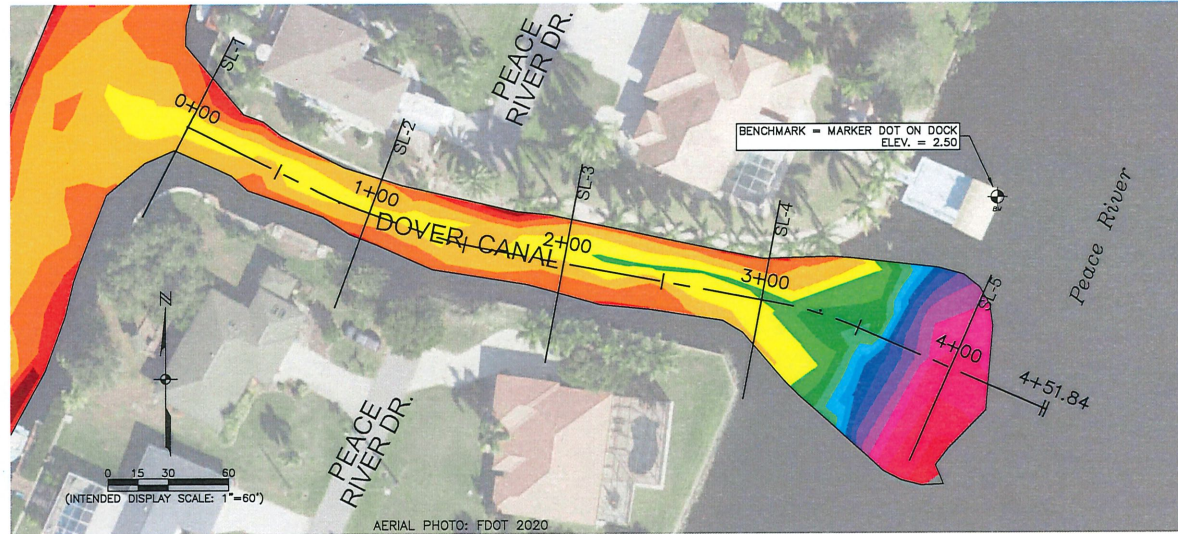 SL-1
0+00
PEACE
RIVER DR.
SL-2
1+00
BENCHMARK = MARKER DOT ON DOCK
ELEV. = 2.50
SL-3
2+00
DOVER CANAL
SL-4
3+00
Peace River
SL-5
4+00
4+51.84
N
PEACE
RIVER DR.
0 15 30 60
(INTENDED DISPLAY SCALE: 1"=60')
AERIAL PHOTO: FDOT 2020